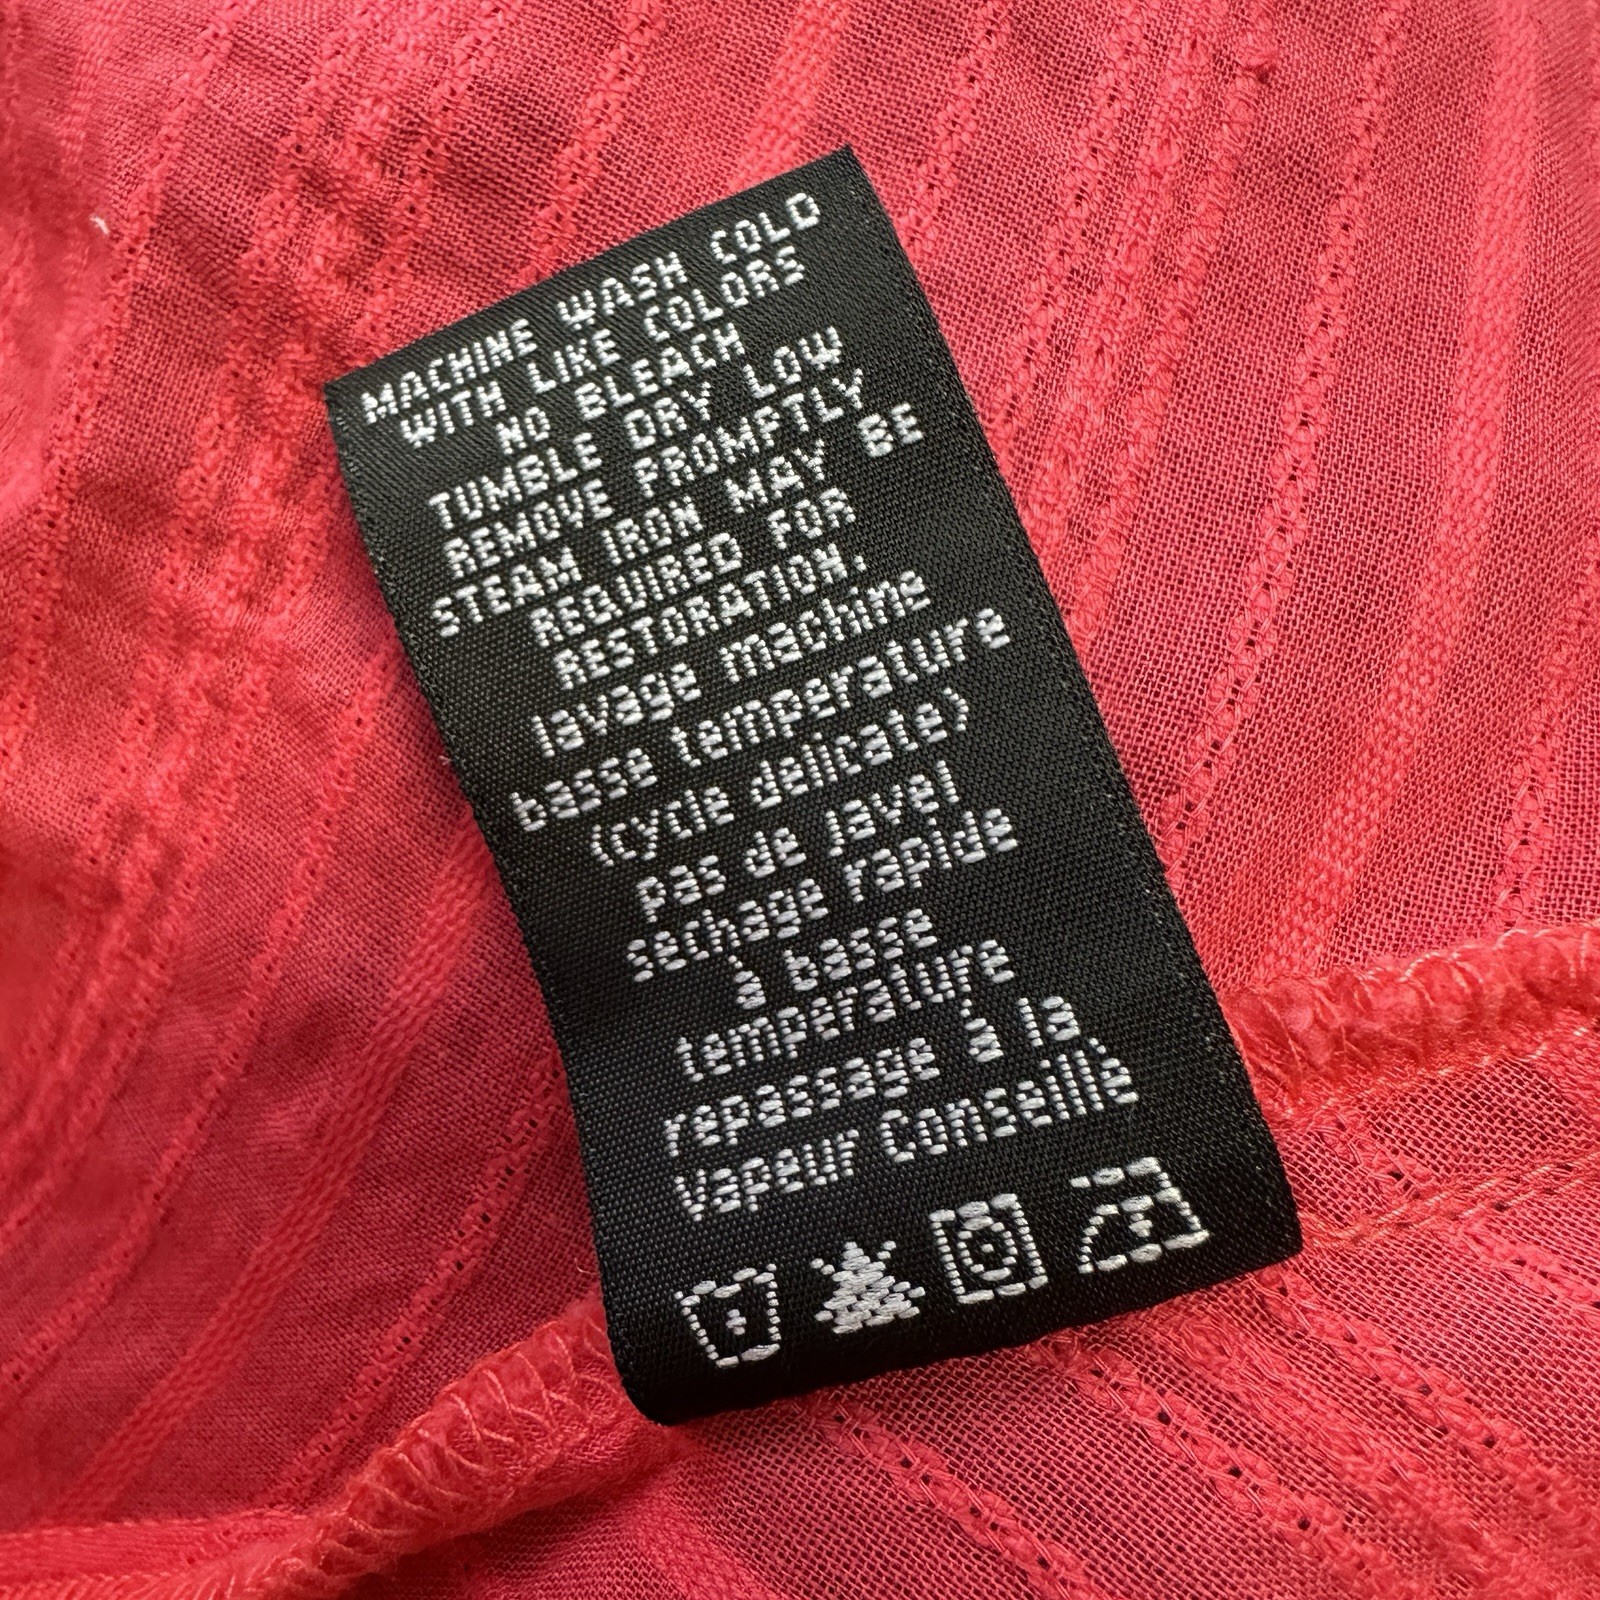 MACHINE WASH COLD
WITH LIKE COLORS
NO BLEACH
TUMBLE DRY LOW
REMOVE PROMPTLY
STEAM IRON MAY BE
REQUIRED FOR
RESTORATION.
lavage machine
basse temperature
(cycle delicate)
pas de javel
sechage rapide
à basse
temperature
repassage à la
vapeur Conseillè